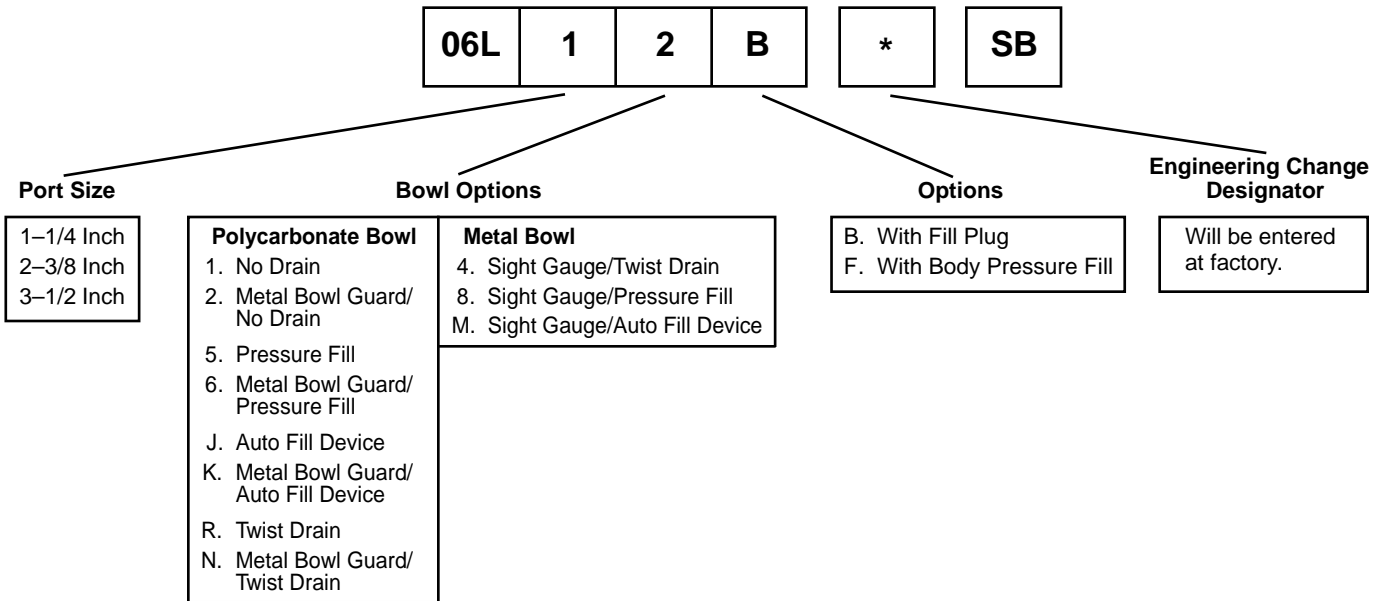 06L 1 2 B * SB
Port Size
1–1/4 Inch
2–3/8 Inch
3–1/2 Inch
Bowl Options
Polycarbonate Bowl
1. No Drain
2. Metal Bowl Guard/
No Drain
5. Pressure Fill
6. Metal Bowl Guard/
Pressure Fill
J. Auto Fill Device
K. Metal Bowl Guard/
Auto Fill Device
R. Twist Drain
N. Metal Bowl Guard/
Twist Drain
Metal Bowl
4. Sight Gauge/Twist Drain
8. Sight Gauge/Pressure Fill
M. Sight Gauge/Auto Fill Device
Options
B. With Fill Plug
F. With Body Pressure Fill
Engineering Change
Designator
Will be entered
at factory.